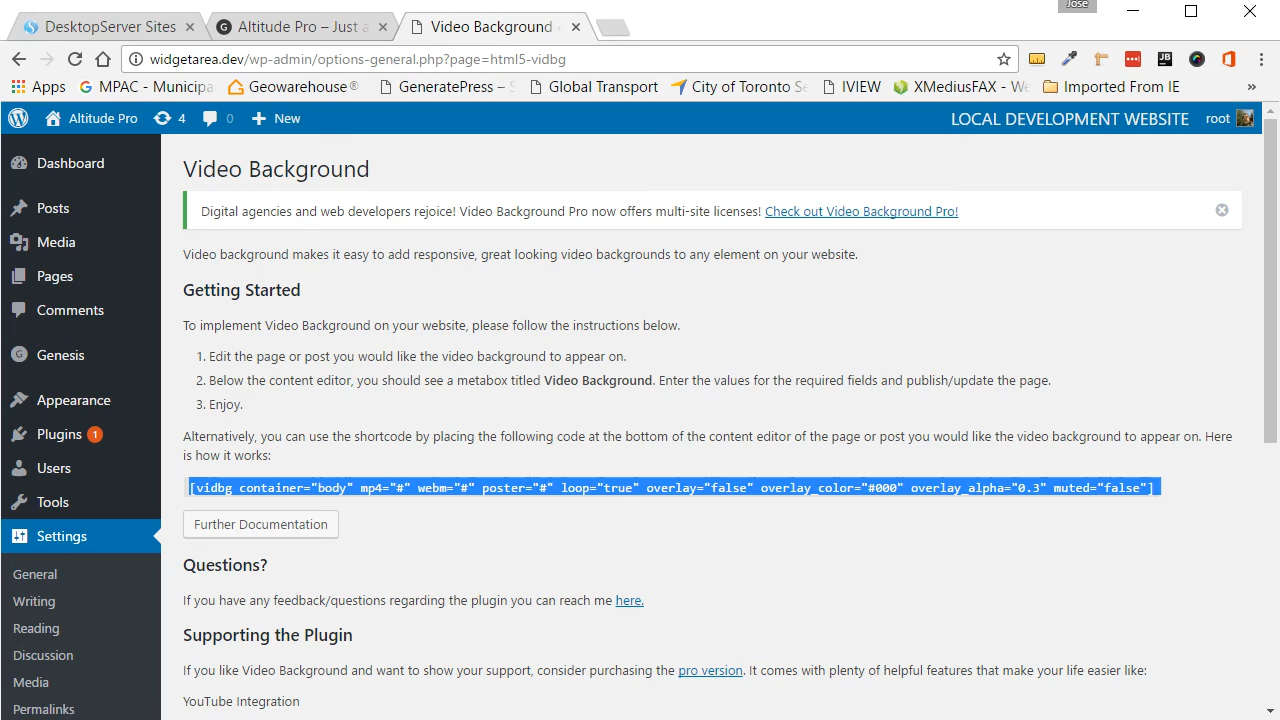 Jose
DesktopServer Sites
Altitude Pro – Just a
Video Background
widgetarea.dev/wp-admin/options-general.php?page=html5-vidbg
Apps
MPAC - Municipa
Geowarehouse®
GeneratePress –
Global Transport
City of Toronto Se
IVIEW
XMediusFAX - We
Imported From IE
Altitude Pro
4
0
New
LOCAL DEVELOPMENT WEBSITE
root
Dashboard
Posts
Media
Pages
Comments
Genesis
Appearance
Plugins 1
Users
Tools
Settings
General
Writing
Reading
Discussion
Media
Permalinks
Video Background
Digital agencies and web developers rejoice! Video Background Pro now offers multi-site licenses! Check out Video Background Pro!
Video background makes it easy to add responsive, great looking video backgrounds to any element on your website.
Getting Started
To implement Video Background on your website, please follow the instructions below.
1. Edit the page or post you would like the video background to appear on.
2. Below the content editor, you should see a metabox titled Video Background. Enter the values for the required fields and publish/update the page.
3. Enjoy.
Alternatively, you can use the shortcode by placing the following code at the bottom of the content editor of the page or post you would like the video background to appear on. Here
is how it works:
[vidbg container="body" mp4="#" webm="#" poster="#" loop="true" overlay="false" overlay_color="#000" overlay_alpha="0.3" muted="false"]
Further Documentation
Questions?
If you have any feedback/questions regarding the plugin you can reach me here.
Supporting the Plugin
If you like Video Background and want to show your support, consider purchasing the pro version. It comes with plenty of helpful features that make your life easier like:
YouTube Integration